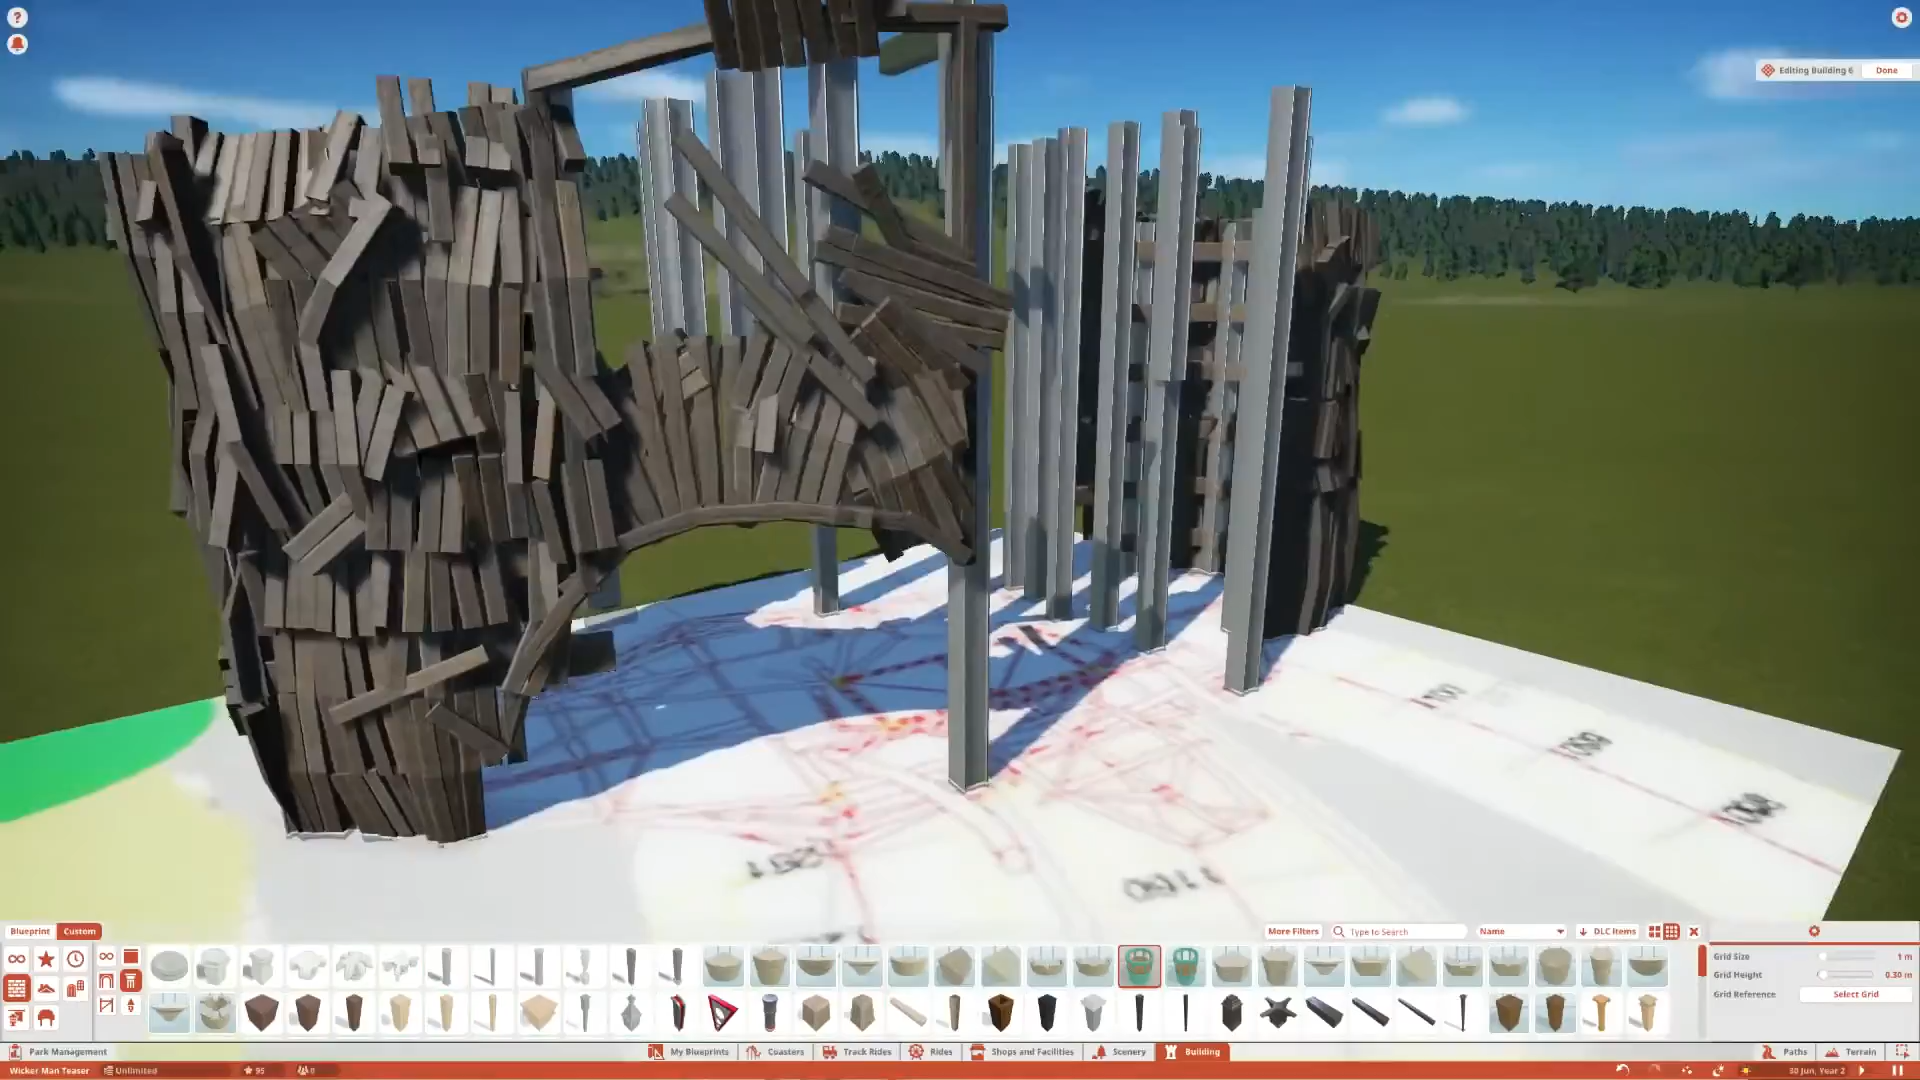 Editing Building 6
Done
Blueprint
Custom
More Filters
Type to Search
Name
DLC Items
Grid Size
1 m
Grid Height
0.30 m
Grid Reference
Select Grid
Park Management
My Blueprints
Coasters
Track Rides
Rides
Shops and Facilities
Scenery
Building
Paths
Terrain
Wicker Man Teaser
Unlimited
95
0
30 Jun, Year 2